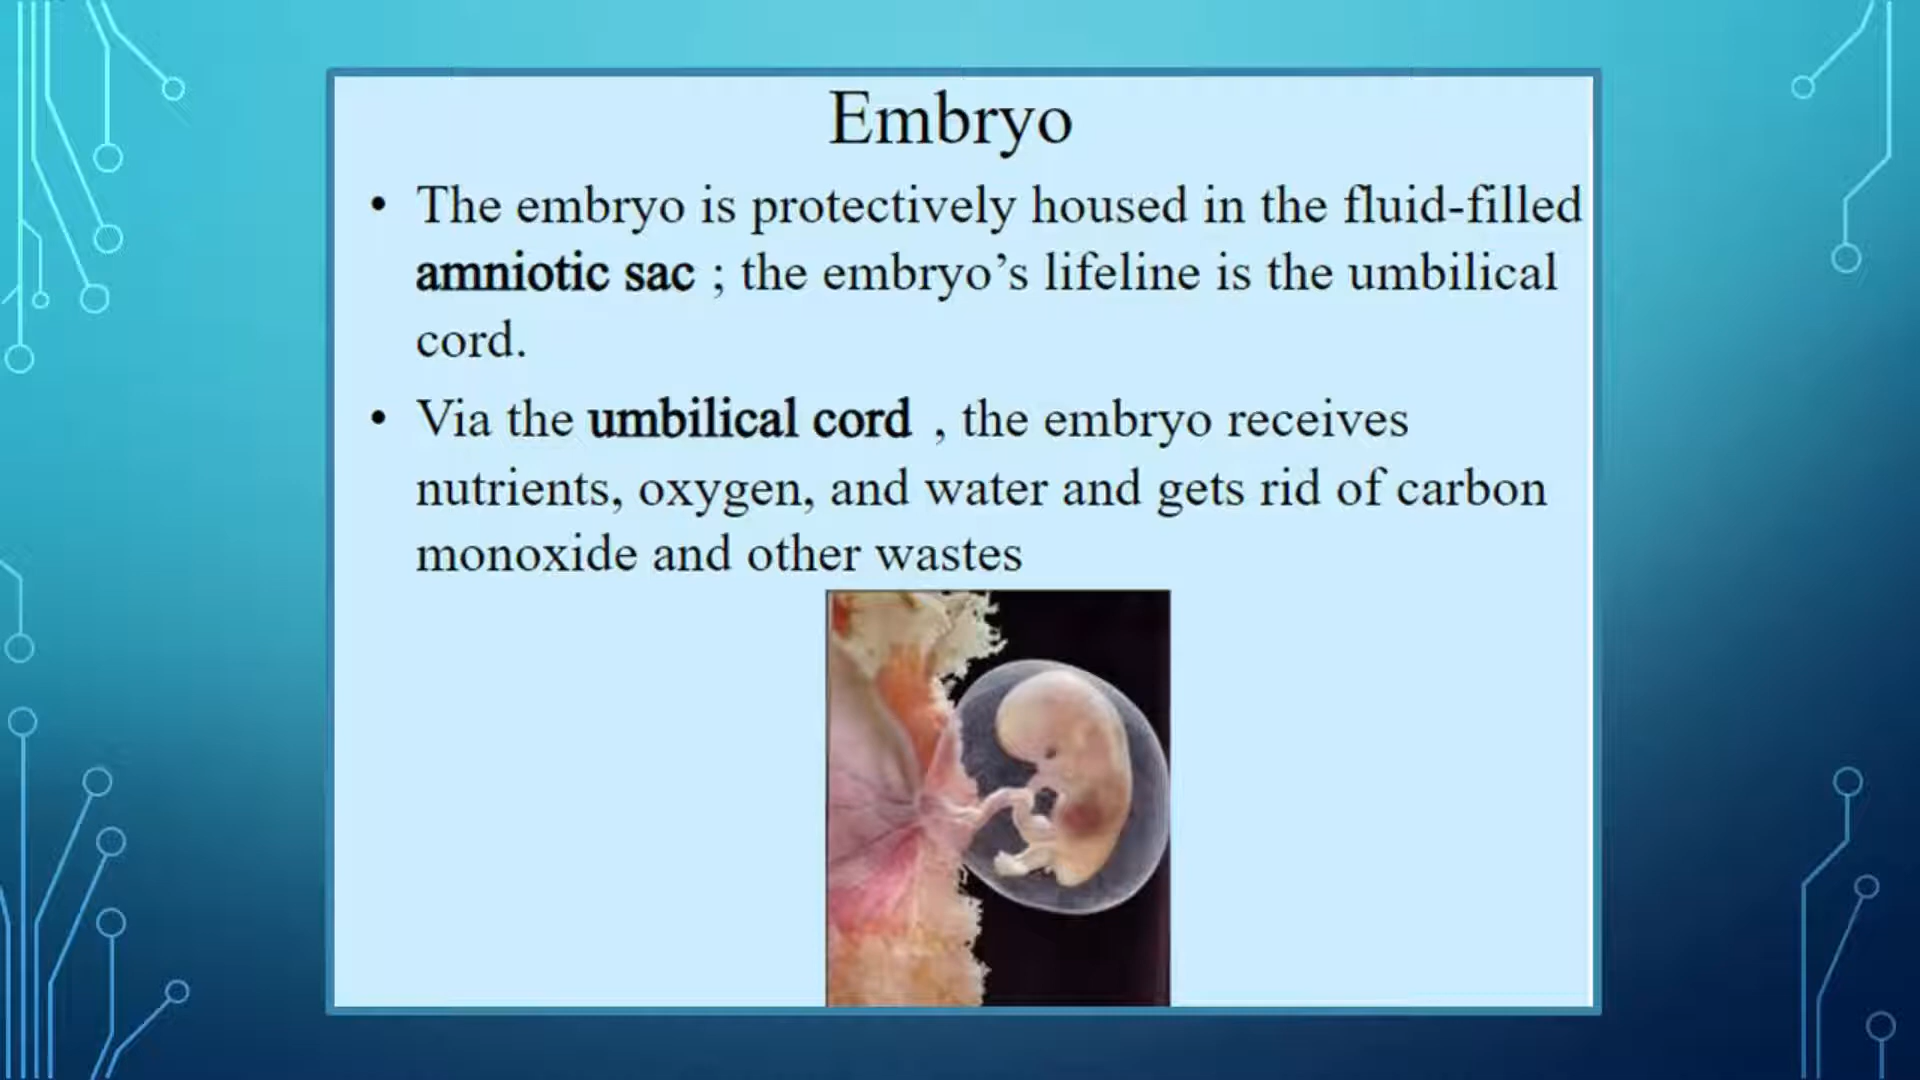 Embryo
• The embryo is protectively housed in the fluid-filled
amniotic sac ; the embryo’s lifeline is the umbilical
cord.
• Via the umbilical cord , the embryo receives
nutrients, oxygen, and water and gets rid of carbon
monoxide and other wastes